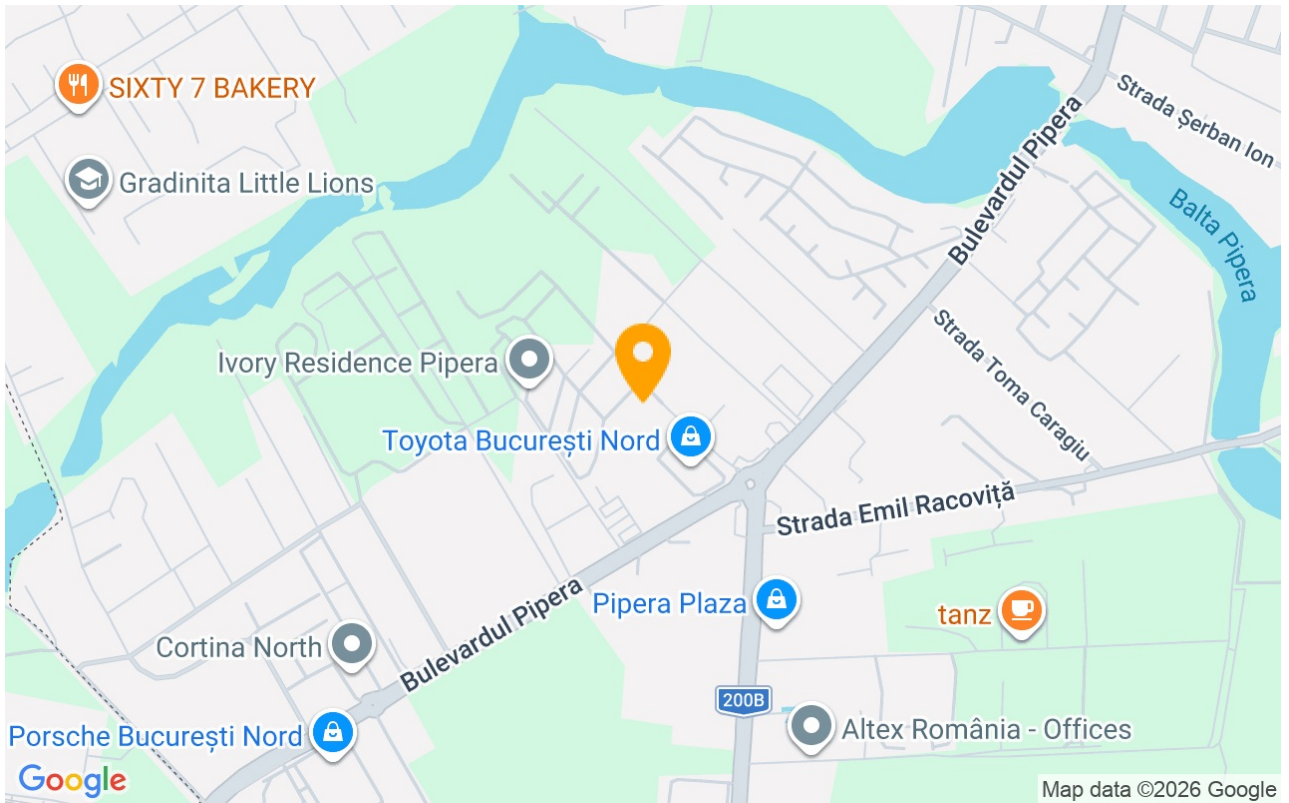 SIXTY 7 BAKERY
Strada Șerban Ion
Bulevardul Pipera
Gradinita Little Lions
Balta Pipera
Strada Toma Caragiu
Ivory Residence Pipera
Toyota București Nord
Strada Emil Racoviță
Bulevardul Pipera
Pipera Plaza
tanz
Cortina North
200B
Porsche București Nord
Altex România - Offices
Google
Map data ©2026 Google